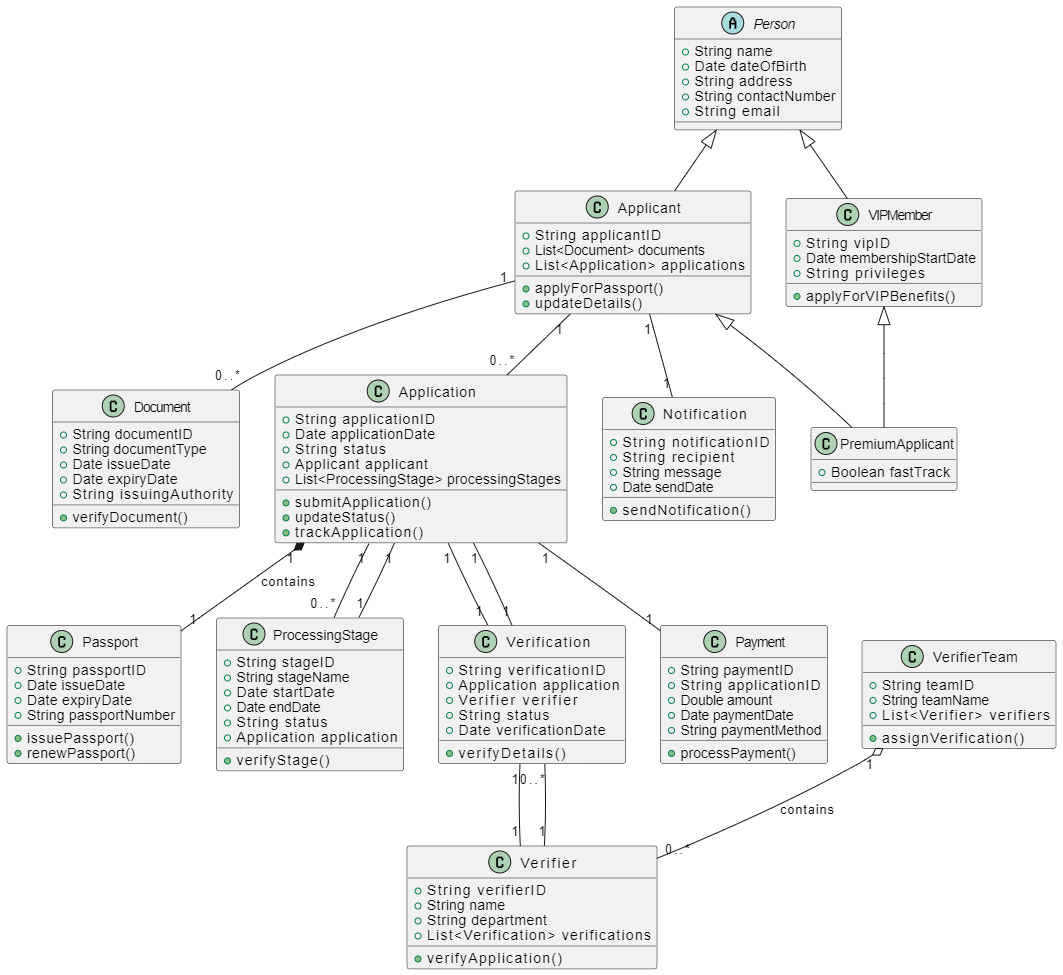 A Person
String name
Date dateOfBirth
String address
String contactNumber
String email
C Applicant
String applicantID
List<Document> documents
List<Application> applications
applyForPassport()
updateDetails()
C VIPMember
String vipID
Date membershipStartDate
String privileges
applyForVIPBenefits()
1
1
1
0..*
0..*
1
C Document
String documentID
String documentType
Date issueDate
Date expiryDate
String issuingAuthority
verifyDocument()
C Application
String applicationID
Date applicationDate
String status
Applicant applicant
List<ProcessingStage> processingStages
submitApplication()
updateStatus()
trackApplication()
C Notification
String notificationID
String recipient
String message
Date sendDate
sendNotification()
C PremiumApplicant
Boolean fastTrack
1
1
1
1
1
1
contains
1
0..*
1
1
1
1
C Passport
String passportID
Date issueDate
Date expiryDate
String passportNumber
issuePassport()
renewPassport()
C ProcessingStage
String stageID
String stageName
Date startDate
Date endDate
String status
Application application
verifyStage()
C Verification
String verificationID
Application application
Verifier verifier
String status
Date verificationDate
verifyDetails()
C Payment
String paymentID
String applicationID
Double amount
Date paymentDate
String paymentMethod
processPayment()
C VerifierTeam
String teamID
String teamName
List<Verifier> verifiers
assignVerification()
1
0..*
1
contains
1
1
0..*
C Verifier
String verifierID
String name
String department
List<Verification> verifications
verifyApplication()